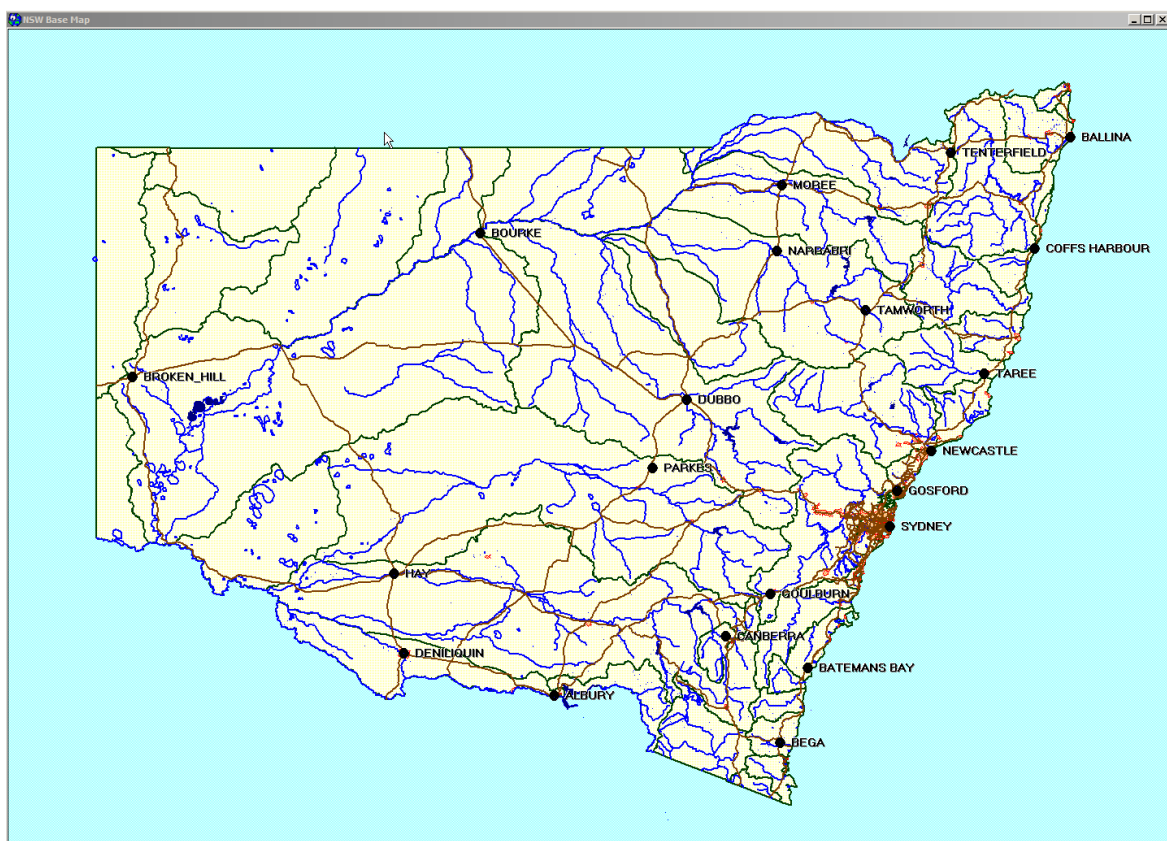 NSW Base Map
BALLINA
TENTERFIELD
MOREE
BOURKE
COFFS HARBOUR
NARBABRI
TAMWORTH
TAREE
BROKEN_HILL
DUBBO
NEWCASTLE
PARKES
GOSFORD
SYDNEY
HAY
GOULBURN
CANBERRA
DENILIQUIN
BATEMANS BAY
ALBURY
BEGA